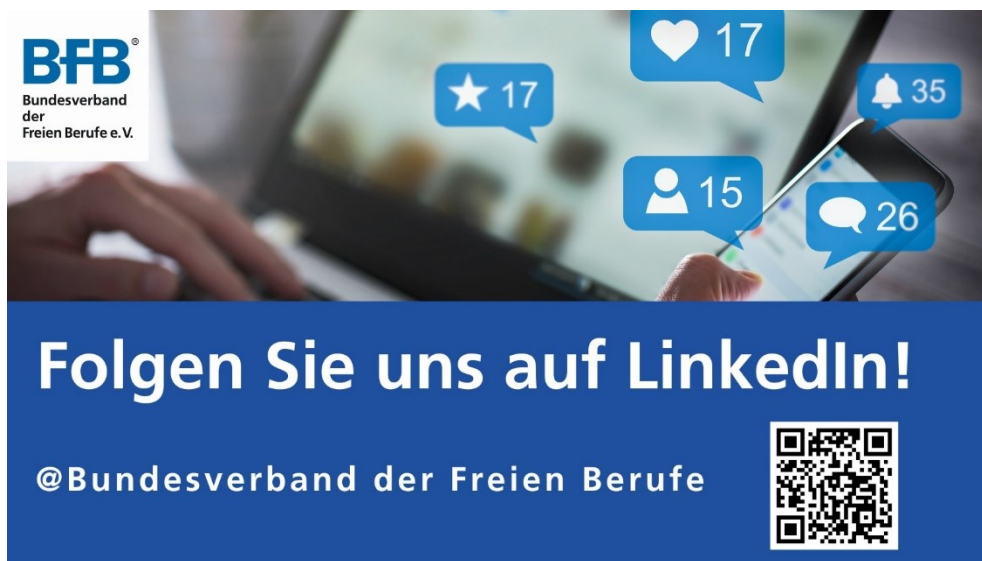 BFB®
Bundesverband
der
Freien Berufe e.V.
17
17
35
15
26
Folgen Sie uns auf LinkedIn!
@Bundesverband der Freien Berufe